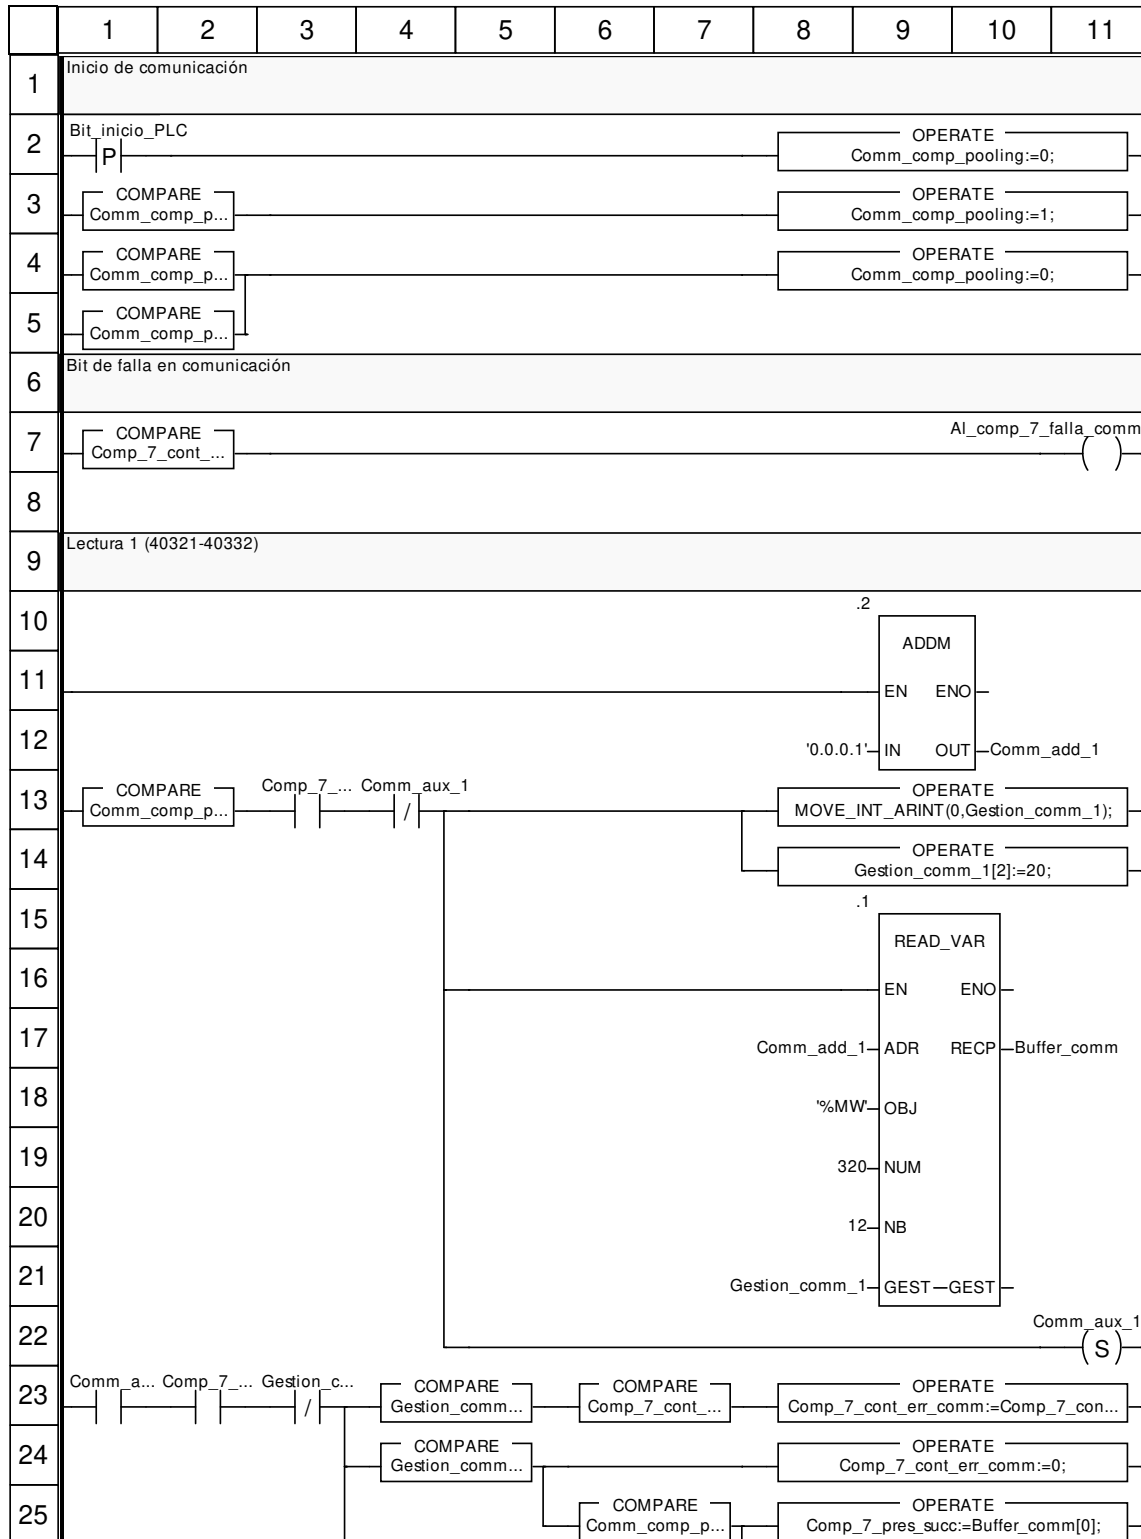 1 2 3 4 5 6 7 8 9 10 11
1
Inicio de comunicación
2
Bit_inicio_PLC
P
OPERATE
Comm_comp_pooling:=0;
3
COMPARE
Comm_comp_p...
OPERATE
Comm_comp_pooling:=1;
4
COMPARE
Comm_comp_p...
OPERATE
Comm_comp_pooling:=0;
5
COMPARE
Comm_comp_p...
6
Bit de falla en comunicación
7
COMPARE
Comp_7_cont_...
Al_comp_7_falla_comm
8
9
Lectura 1 (40321-40332)
10
.2
ADDM
11
EN ENO
12
'0.0.0.1' IN OUT Comm_add_1
13
COMPARE
Comm_comp_p...
Comp_7_... Comm_aux_1
/
OPERATE
MOVE_INT_ARINT(0,Gestion_comm_1);
14
OPERATE
Gestion_comm_1[2]:=20;
15
.1
READ_VAR
16
EN ENO
17
Comm_add_1 ADR RECP Buffer_comm
18
'%MW' OBJ
19
320 NUM
20
12 NB
21
Gestion_comm_1 GEST GEST
22
Comm_aux_1
S
23
Comm_a... Comp_7_... Gestion_c...
/
COMPARE
Gestion_comm...
COMPARE
Comp_7_cont_...
OPERATE
Comp_7_cont_err_comm:=Comp_7_con...
24
COMPARE
Gestion_comm...
OPERATE
Comp_7_cont_err_comm:=0;
25
COMPARE
Comm_comp_p...
OPERATE
Comp_7_pres_succ:=Buffer_comm[0];